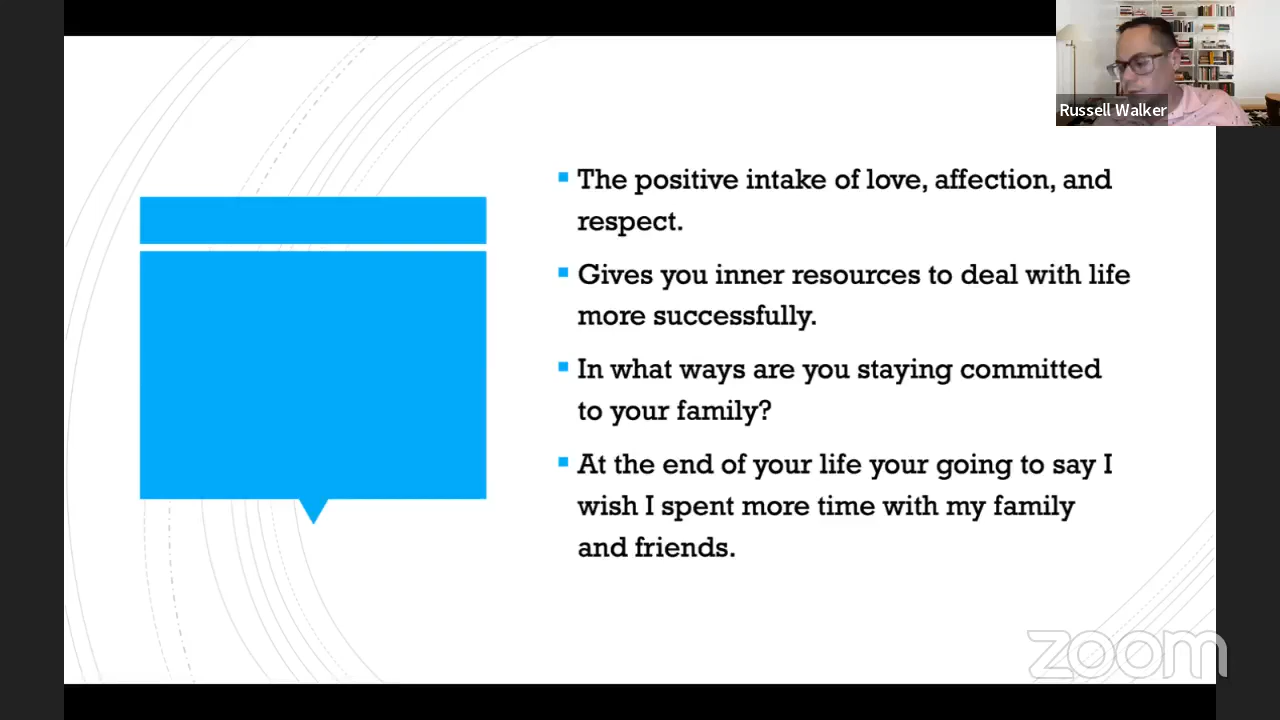 Russell Walker
The positive intake of love, affection, and
respect.
Gives you inner resources to deal with life
more successfully.
In what ways are you staying committed
to your family?
At the end of your life your going to say I
wish I spent more time with my family
and friends.
zoom